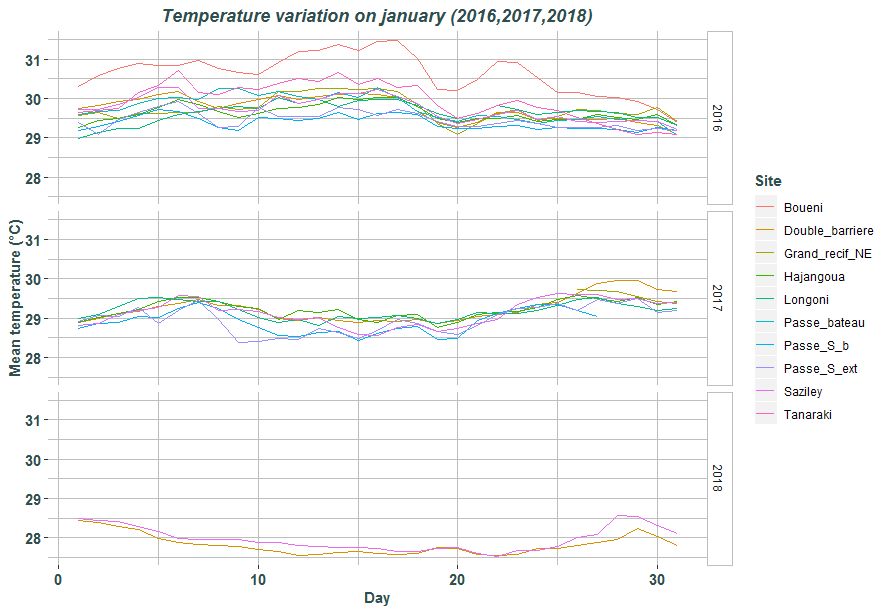 Temperature variation on january (2016,2017,2018)
Mean temperature (°C)
31
30
29
28
2016
31
30
29
28
2017
31
30
29
28
2018
0
10
20
30
Day
Site
Boueni
Double_barriere
Grand_recif_NE
Hajangoua
Longoni
Passe_bateau
Passe_S_b
Passe_S_ext
Saziley
Tanaraki